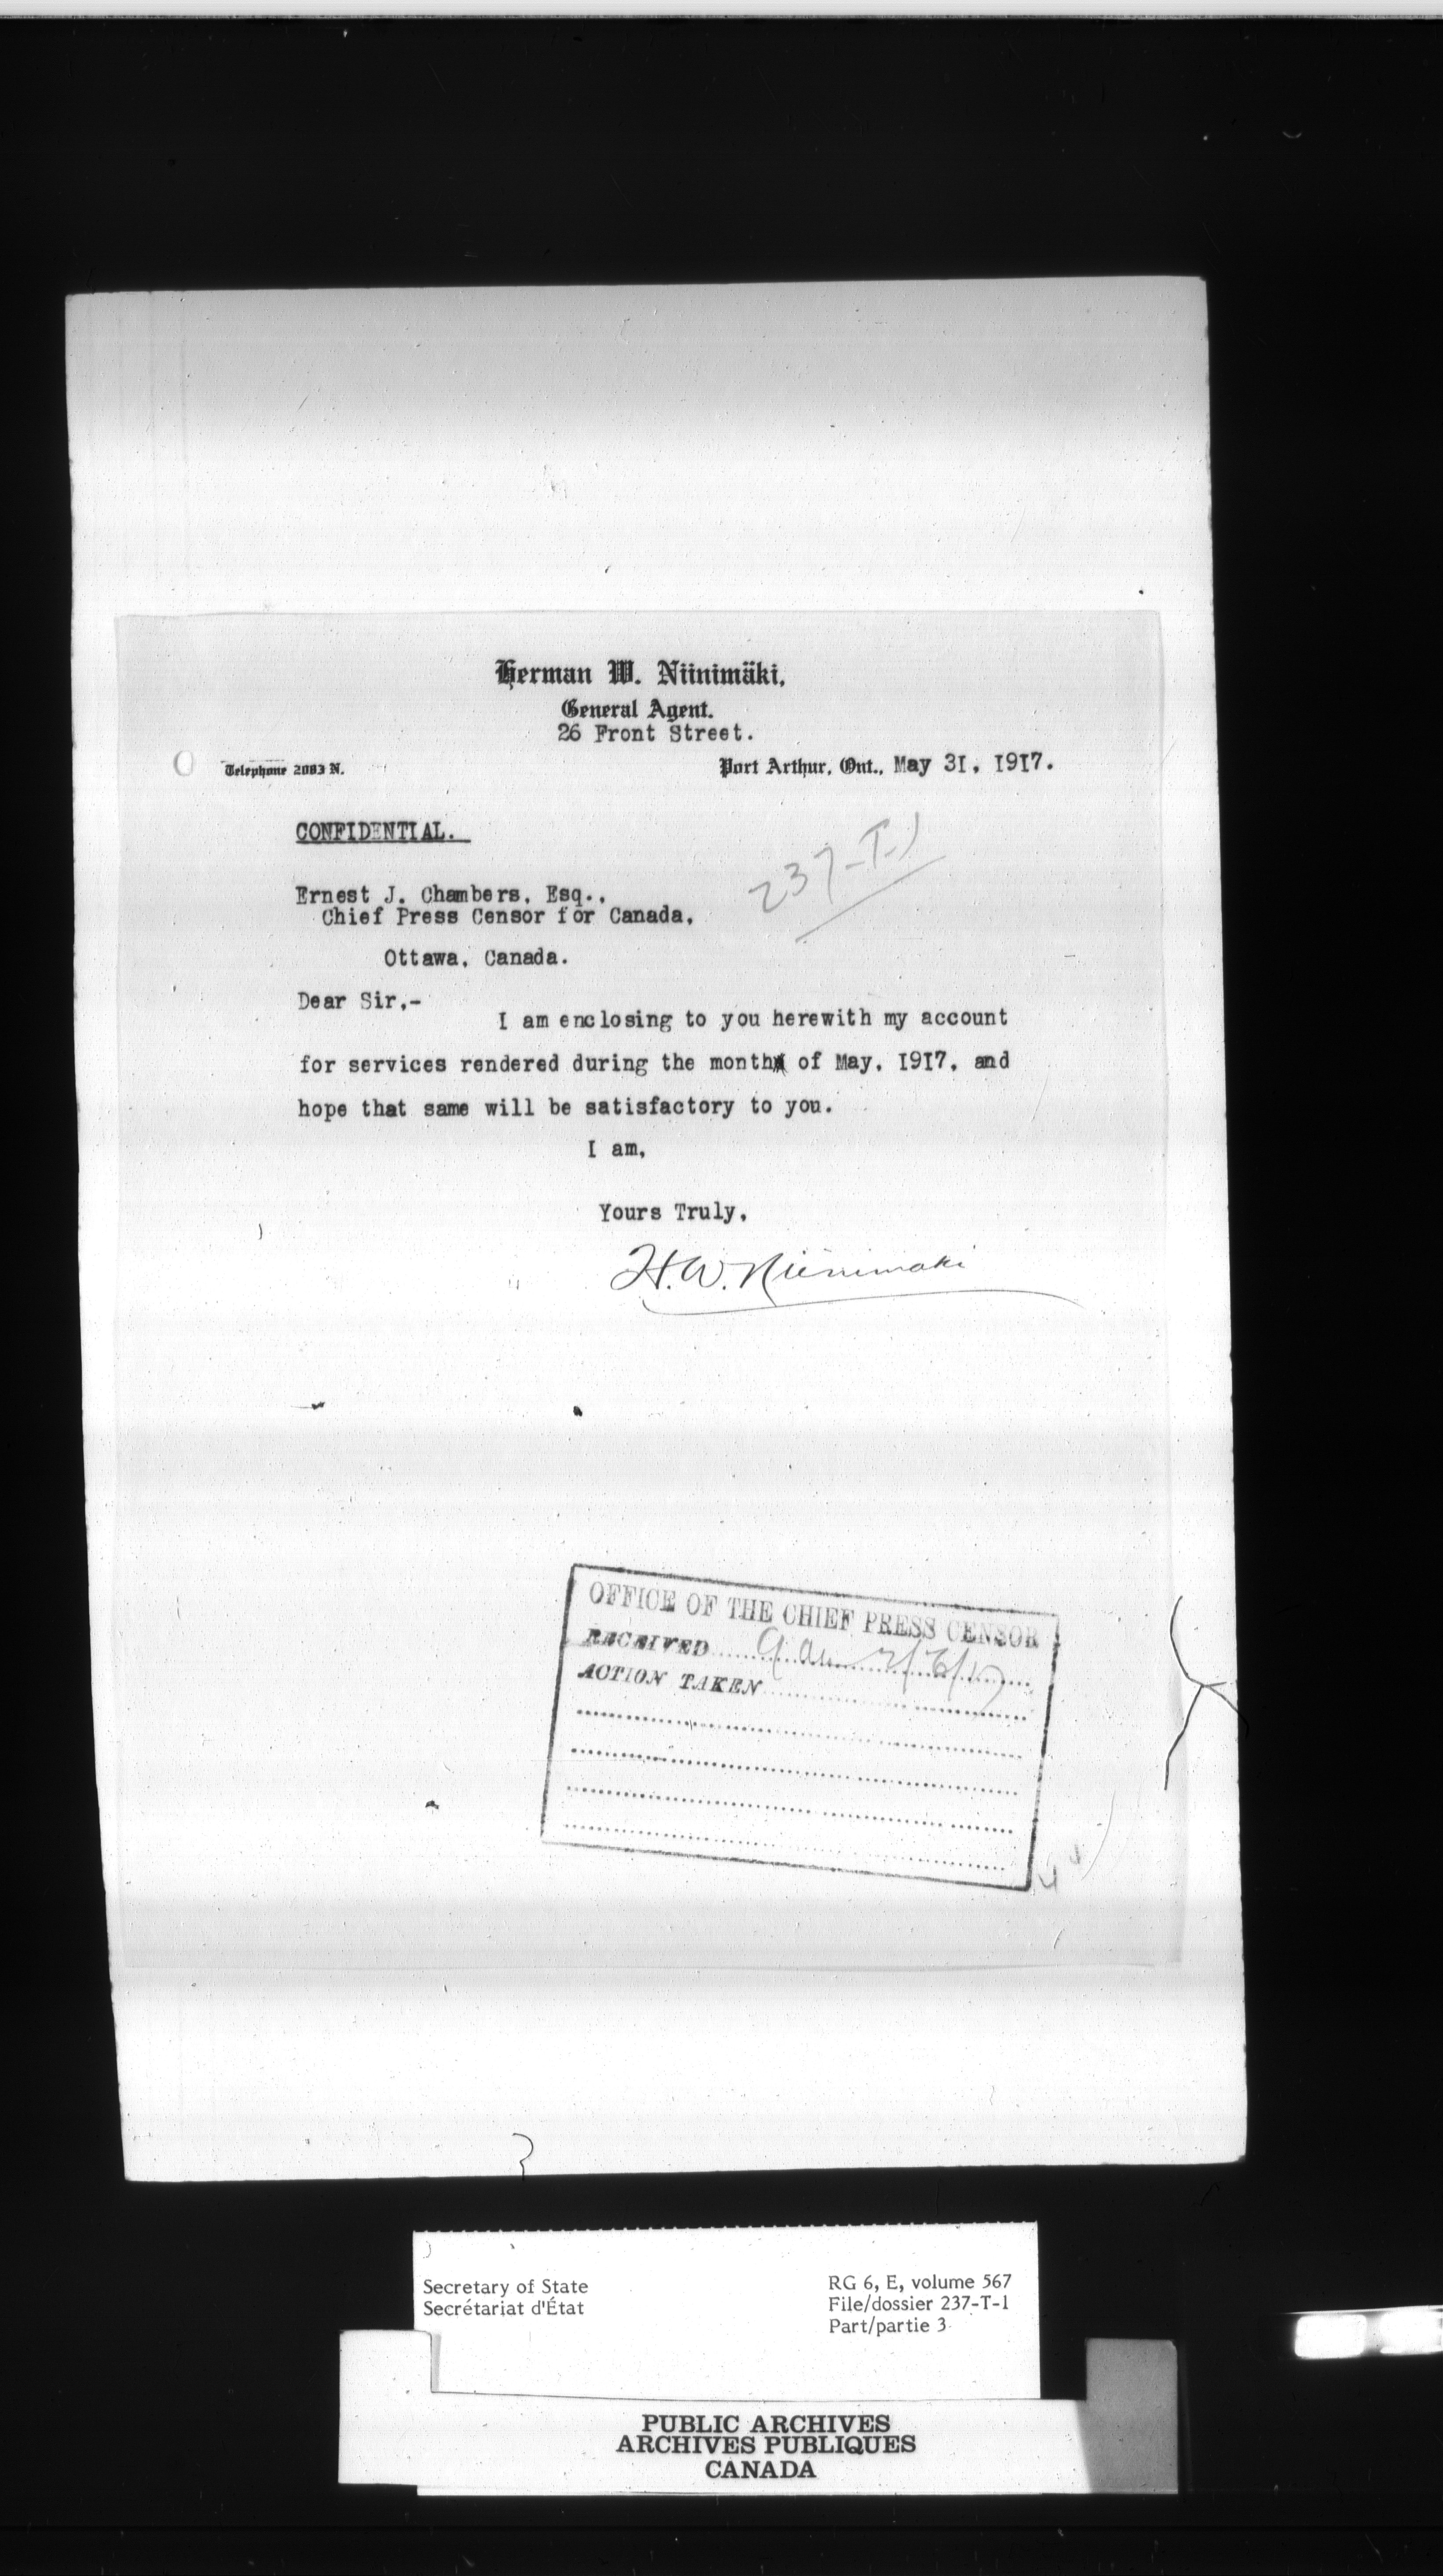 Herman W. Niinimäki,
General Agent.
26 Front Street.
Telephone 2083 N.
Port Arthur, Ont., May 31, 1917.
CONFIDENTIAL.
237-T-1
Ernest J. Chambers, Esq.,
Chief Press Censor for Canada,
Ottawa, Canada.
Dear Sir,-
I am enclosing to you herewith my account
for services rendered during the month of May, 1917, and
hope that same will be satisfactory to you.
I am,
Yours Truly,
H.W. Niinimaki
OFFICE OF THE CHIEF PRESS CENSOR
RECEIVED 2/6/17
ACTION TAKEN
Secretary of State
Secrétariat d'État
RG 6, E, volume 567
File/dossier 237-T-1
Part/partie 3
PUBLIC ARCHIVES
ARCHIVES PUBLIQUES
CANADA